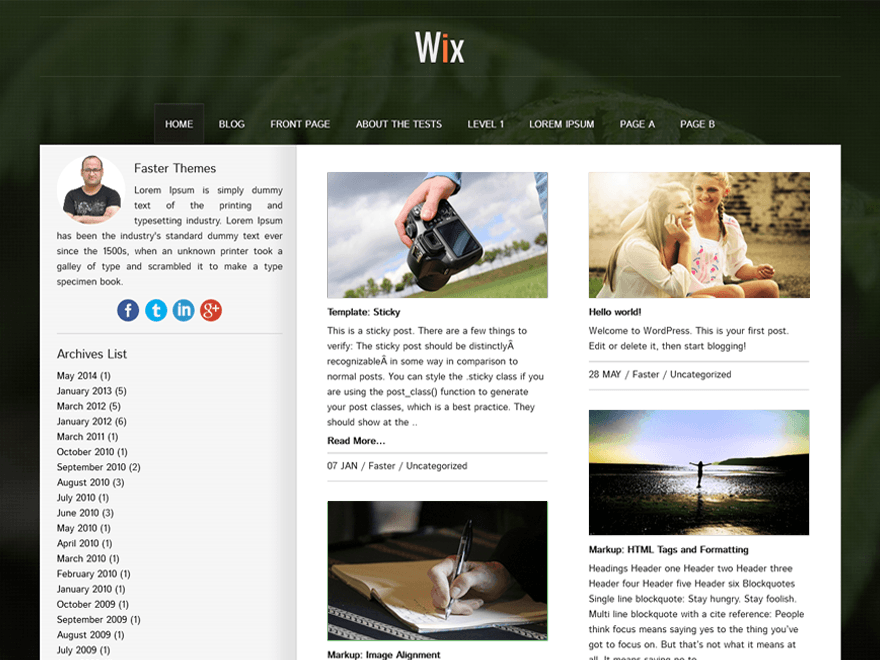 Wix
HOME BLOG FRONT PAGE ABOUT THE TESTS LEVEL 1 LOREM IPSUM PAGE A PAGE B
Faster Themes
Lorem Ipsum is simply dummy
text of the printing and
typesetting industry. Lorem Ipsum
has been the industry's standard dummy text ever
since the 1500s, when an unknown printer took a
galley of type and scrambled it to make a type
specimen book.
f t in g+
Archives List
May 2014 (1)
January 2013 (5)
March 2012 (5)
January 2012 (6)
March 2011 (1)
October 2010 (1)
September 2010 (2)
August 2010 (3)
July 2010 (1)
June 2010 (3)
May 2010 (1)
April 2010 (1)
March 2010 (1)
February 2010 (1)
January 2010 (1)
October 2009 (1)
September 2009 (1)
August 2009 (1)
July 2009 (1)
Template: Sticky
This is a sticky post. There are a few things to
verify: The sticky post should be distinctlyÂ
recognizableÂ in some way in comparison to
normal posts. You can style the .sticky class if you
are using the post_class() function to generate
your post classes, which is a best practice. They
should show at the ..
Read More...
07 JAN / Faster / Uncategorized
Markup: Image Alignment
Hello world!
Welcome to WordPress. This is your first post.
Edit or delete it, then start blogging!
28 MAY / Faster / Uncategorized
Markup: HTML Tags and Formatting
Headings Header one Header two Header three
Header four Header five Header six Blockquotes
Single line blockquote: Stay hungry. Stay foolish.
Multi line blockquote with a cite reference: People
think focus means saying yes to the thing you've
got to focus on. But that's not what it means at
all. It means saying no to